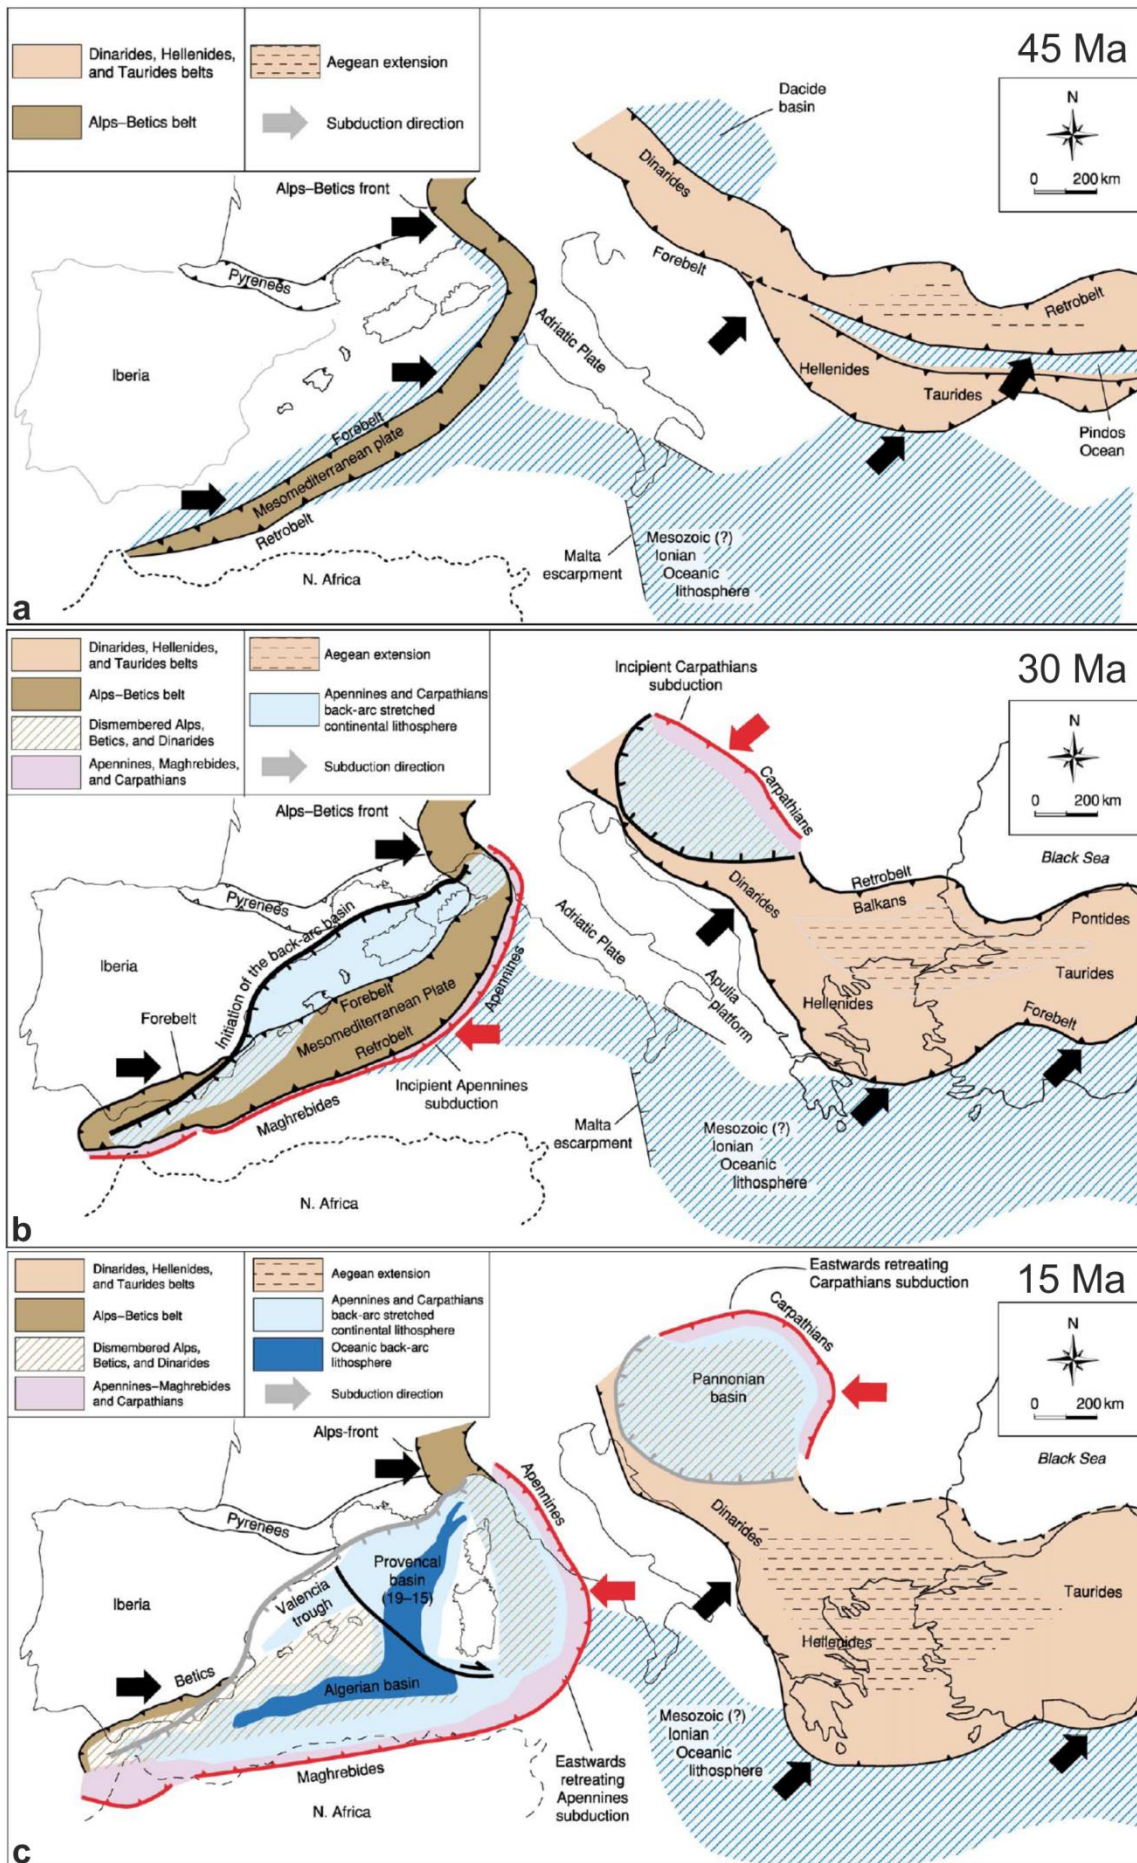 Dinarides, Hellenides,
and Taurides belts
Alps–Betics belt
Aegean extension
Subduction direction
45 Ma
N
0 200 km
Dacide
basin
Alps–Betics front
Dinarides
Pyrenees
Forebelt
Retrobelt
Adriatic Plate
Iberia
Hellenides
Taurides
Forebelt
Mesomediterranean plate
Retrobelt
Pindos
Ocean
N. Africa
Malta
escarpment
Mesozoic (?)
Ionian
Oceanic
lithosphere
a
Dinarides, Hellenides,
and Taurides belts
Alps–Betics belt
Dismembered Alps,
Betics, and Dinarides
Apennines, Maghrebides,
and Carpathians
Aegean extension
Apennines and Carpathians
back-arc stretched
continental lithosphere
Subduction direction
30 Ma
N
0 200 km
Incipient Carpathians
subduction
Carpathians
Black Sea
Alps–Betics front
Pyrenees
Initiation of the back-arc basin
Dinarides
Retrobelt
Balkans
Pontides
Adriatic Plate
Iberia
Apulia
platform
Taurides
Apennines
Forebelt
Mesomediterranean Plate
Retrobelt
Hellenides
Forebelt
Forebelt
Incipient Apennines
subduction
Maghrebides
Malta
escarpment
Mesozoic (?)
Ionian
Oceanic
lithosphere
N. Africa
b
Dinarides, Hellenides,
and Taurides belts
Alps–Betics belt
Dismembered Alps,
Betics, and Dinarides
Apennines–Maghrebides
and Carpathians
Aegean extension
Apennines and Carpathians
back-arc stretched
continental lithosphere
Oceanic back-arc
lithosphere
Subduction direction
15 Ma
N
0 200 km
Eastwards retreating
Carpathians subduction
Carpathians
Pannonian
basin
Black Sea
Alps-front
Apennines
Pyrenees
Dinarides
Provencal
basin
(19–15)
Valencia
trough
Iberia
Taurides
Hellenides
Betics
Algerian basin
Mesozoic (?)
Ionian
Oceanic
lithosphere
Maghrebides
Eastwards
retreating
Apennines
subduction
N. Africa
c